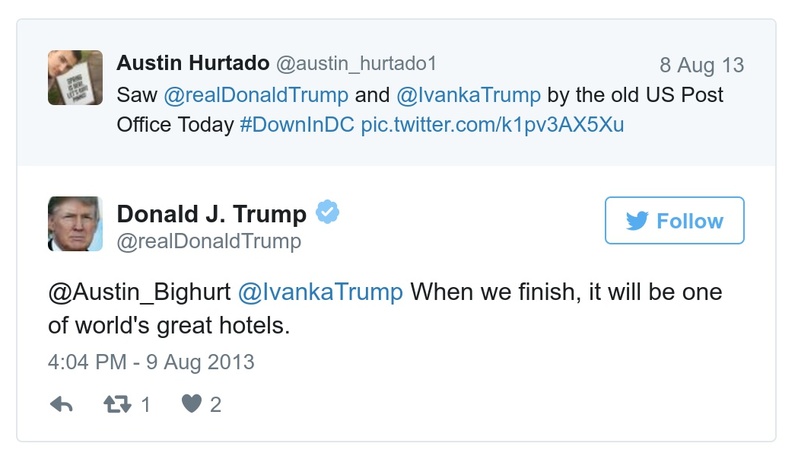 Austin Hurtado @austin_hurtado1 8 Aug 13
Saw @realDonaldTrump and @IvankaTrump by the old US Post
Office Today #DownInDC pic.twitter.com/k1pv3AX5Xu
Donald J. Trump
@realDonaldTrump
Follow
@Austin_Bighurt @IvankaTrump When we finish, it will be one
of world's great hotels.
4:04 PM - 9 Aug 2013
1 2